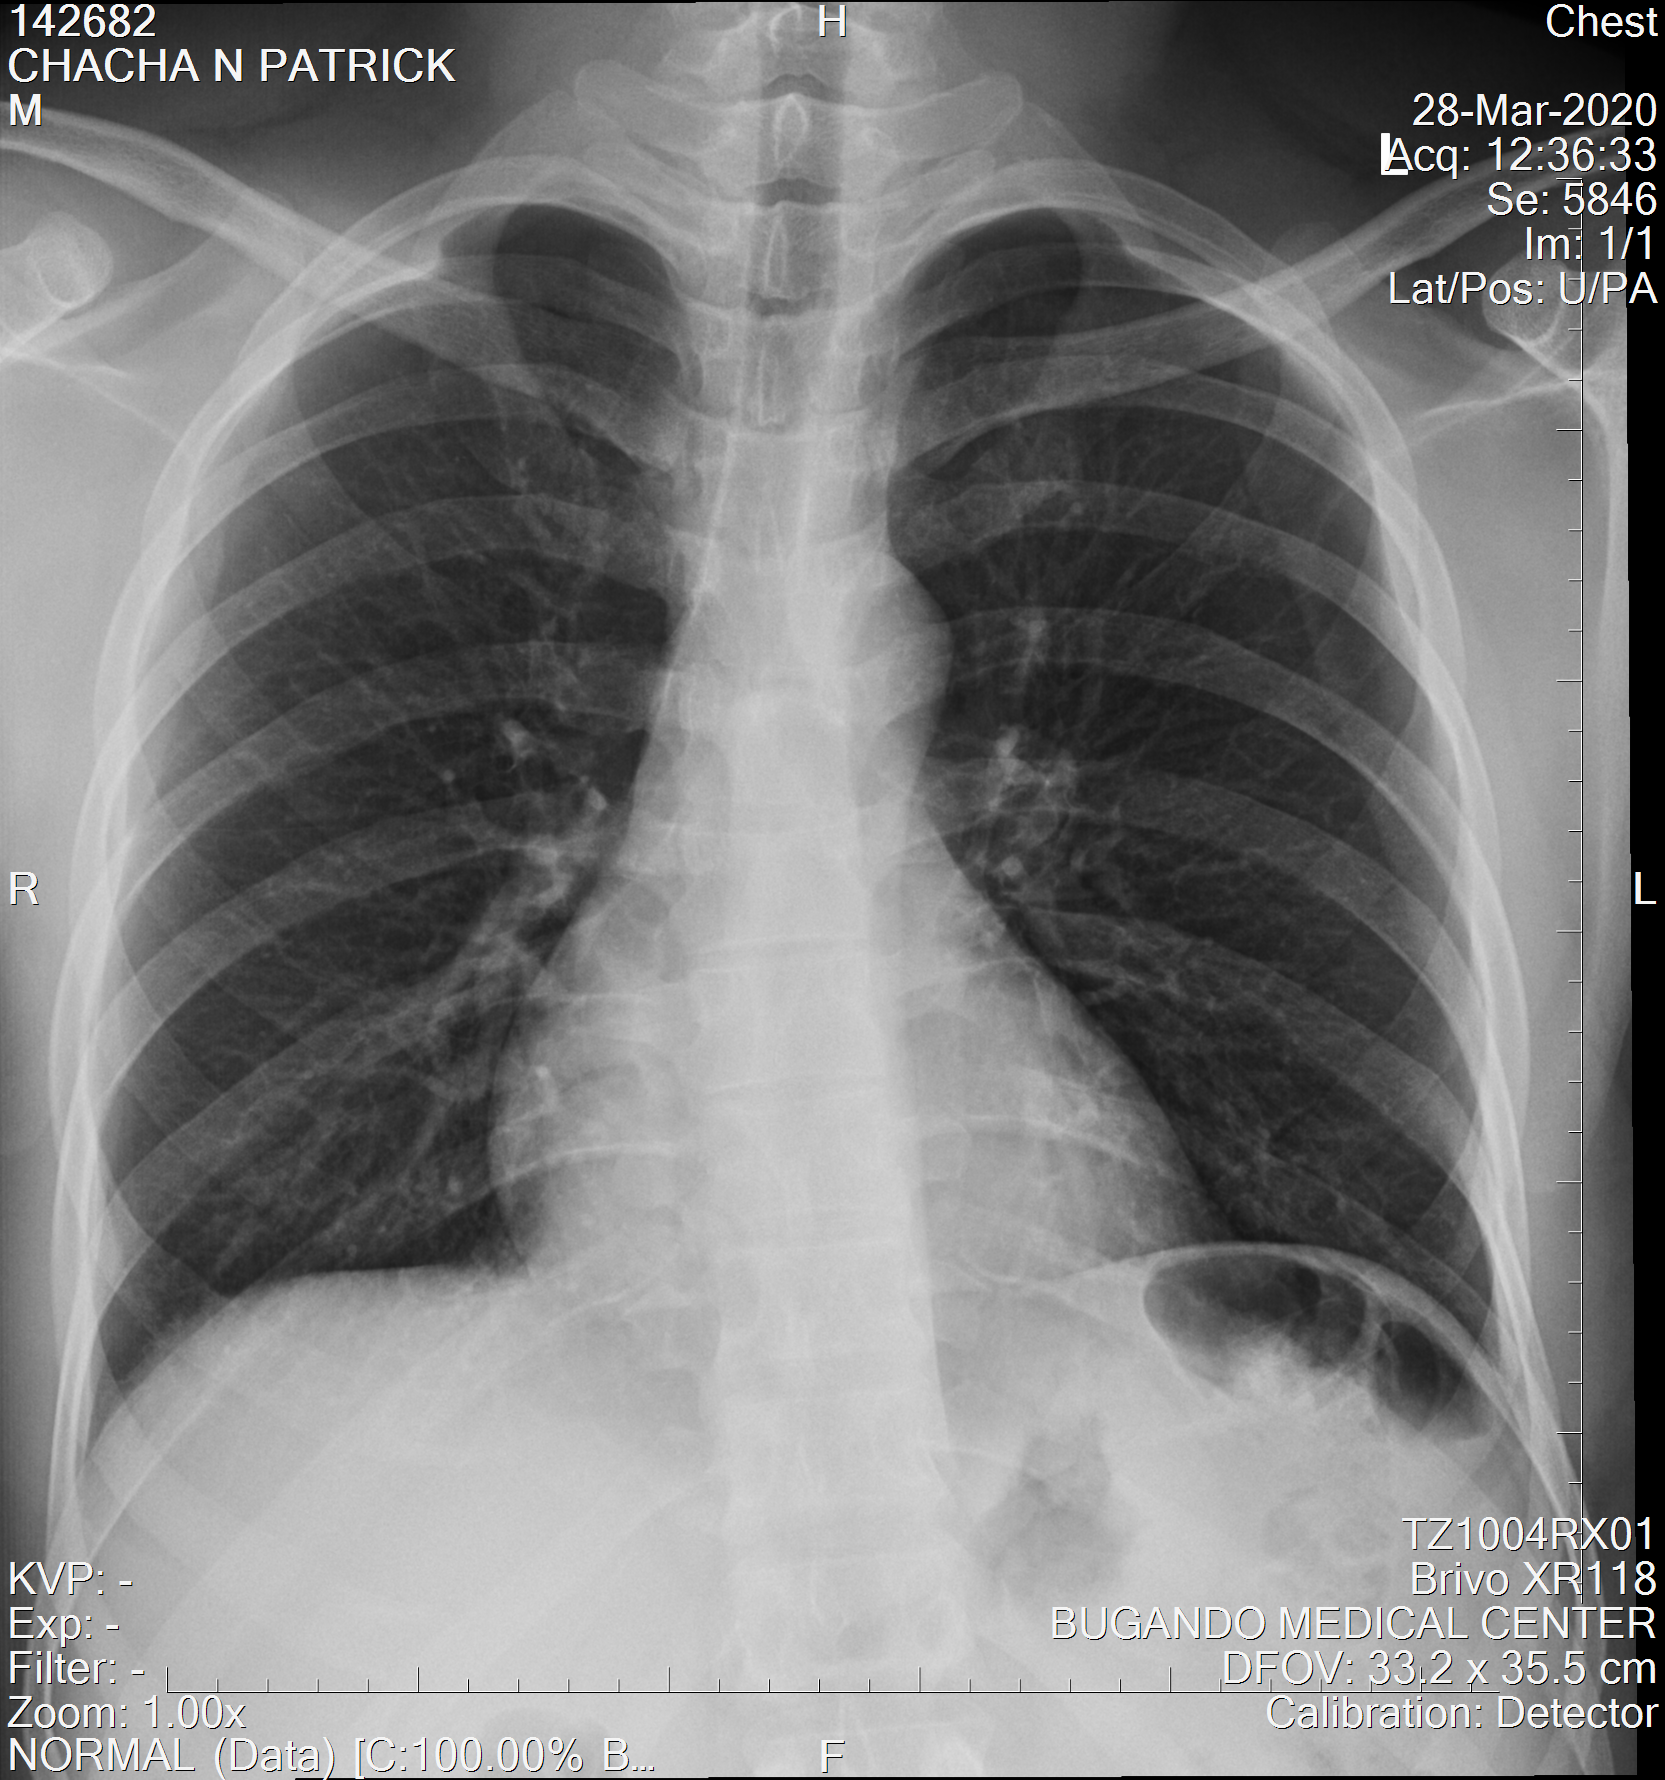 142682
CHACHA N PATRICK
M
H
Chest
28-Mar-2020
L
Acq: 12:36:33
Se: 5846
Im: 1/1
Lat/Pos: U/PA
R
L
KVP: -
Exp: -
Filter: -
Zoom: 1.00x
NORMAL (Data) [C:100.00% B...
F
TZ1004RX01
Brivo XR118
BUGANDO MEDICAL CENTER
DFOV: 33.2 x 35.5 cm
Calibration: Detector